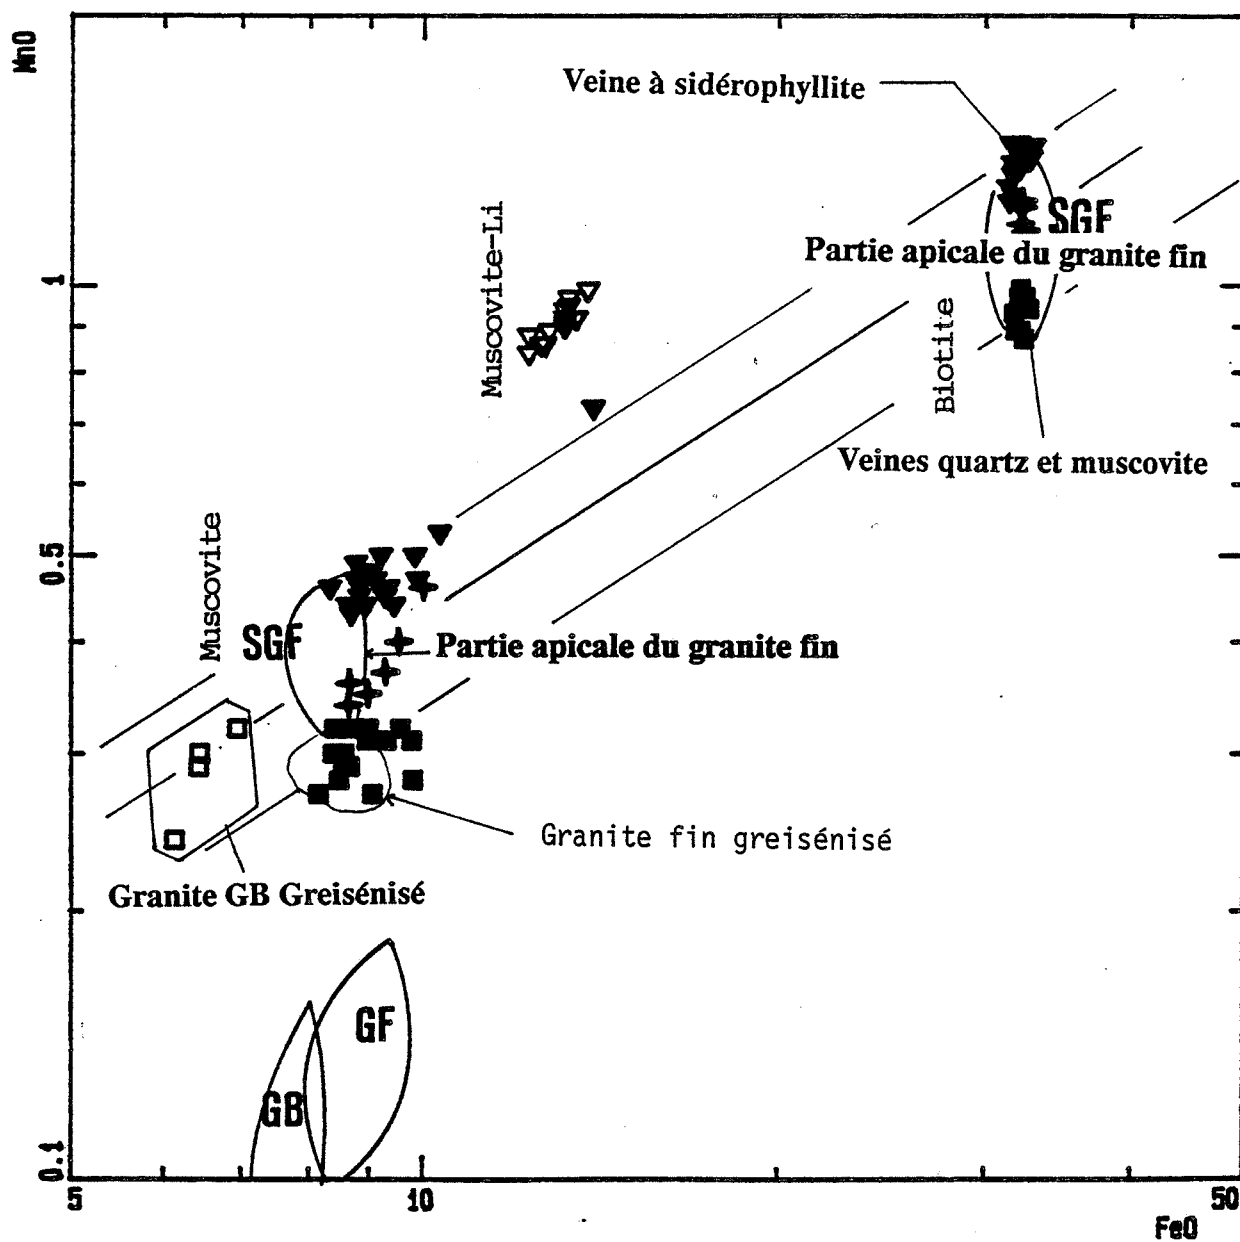 MnO
Veine à sidérophyllite
SGF
Partie apicale du granite fin
Muscovite-Li
1
Biotite
Veines quartz et muscovite
0.5
Muscovite
SGF
Partie apicale du granite fin
Granite fin greisénisé
Granite GB Greisénisé
GF
GB
0.1
5
10
50
FeO